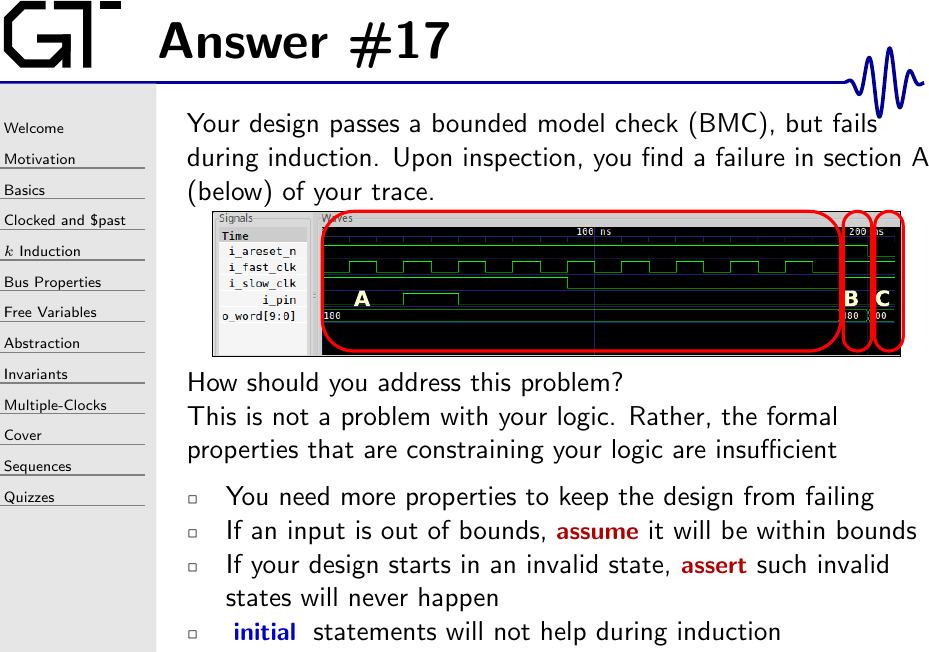 GT
Answer #17
Welcome
Motivation
Basics
Clocked and $past
k Induction
Bus Properties
Free Variables
Abstraction
Invariants
Multiple-Clocks
Cover
Sequences
Quizzes
Your design passes a bounded model check (BMC), but fails
during induction. Upon inspection, you find a failure in section A
(below) of your trace.
Signals
Waves
Time
100 ns
200 ns
i_areset_n
i_fast_clk
i_slow_clk
i_pin
o_word[9:0]
180
180
A
B
C
How should you address this problem?
This is not a problem with your logic. Rather, the formal
properties that are constraining your logic are insufficient
You need more properties to keep the design from failing
If an input is out of bounds, assume it will be within bounds
If your design starts in an invalid state, assert such invalid
states will never happen
initial statements will not help during induction